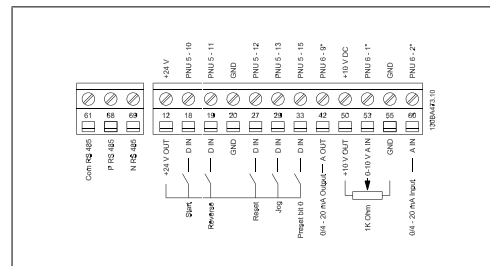 +24 V
PNU 5 - 10
PNU 5 - 11
GND
PNU 5 - 12
PNU 5 - 13
PNU 5 - 15
PNU 6 - 9*
+10 V DC
PNU 6 - 1*
GND
PNU 6 - 2*
61 68 69 12 18 19 20 27 29 33 42 50 53 55 60
Com RS 485
P RS 485
N RS 485
+24 V OUT
D IN
D IN
GND
D IN
D IN
D IN
0/4 - 20 mA Output — A OUT
+10 V OUT
0-10 V A IN
GND
0/4 - 20 mA Input — A IN
Start
Reverse
Reset
Jog
Preset bit 0
1K Ohm
130BA473.10